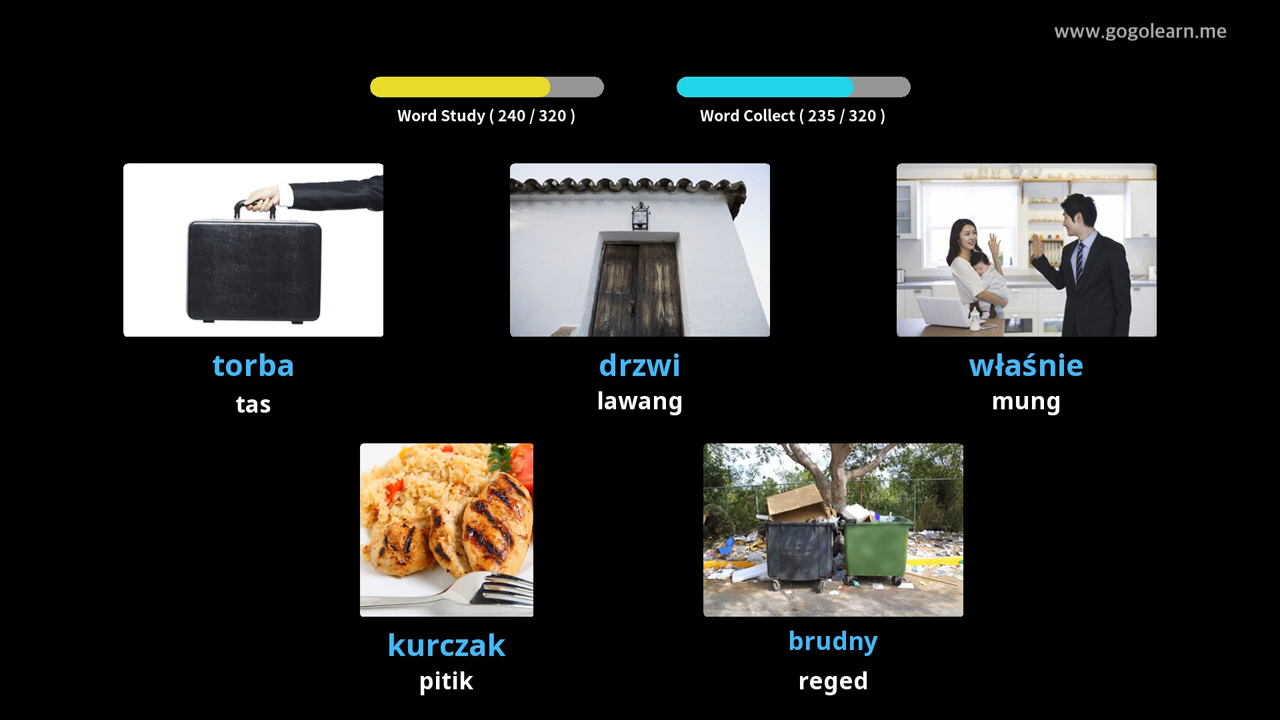 www.gogolearn.me
Word Study ( 240 / 320 )
Word Collect ( 235 / 320 )
torba
tas
drzwi
lawang
właśnie
mung
kurczak
pitik
brudny
reged